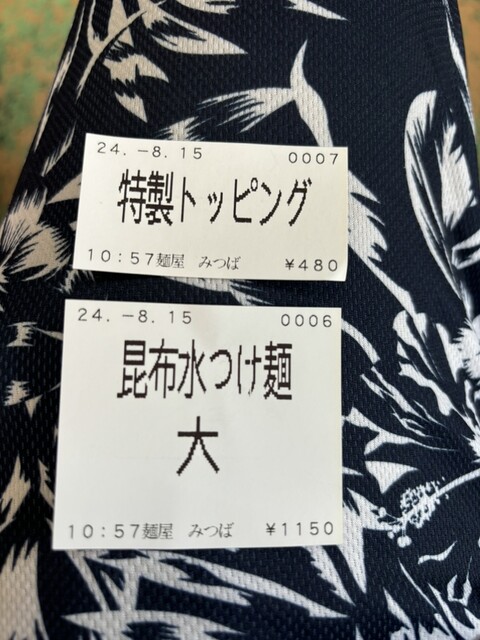 24.-8.15 0007
特製トッピング
10:57麺屋 みつば ¥480
24.-8.15 0006
昆布水つけ麺
大
10:57麺屋 みつば ¥1150